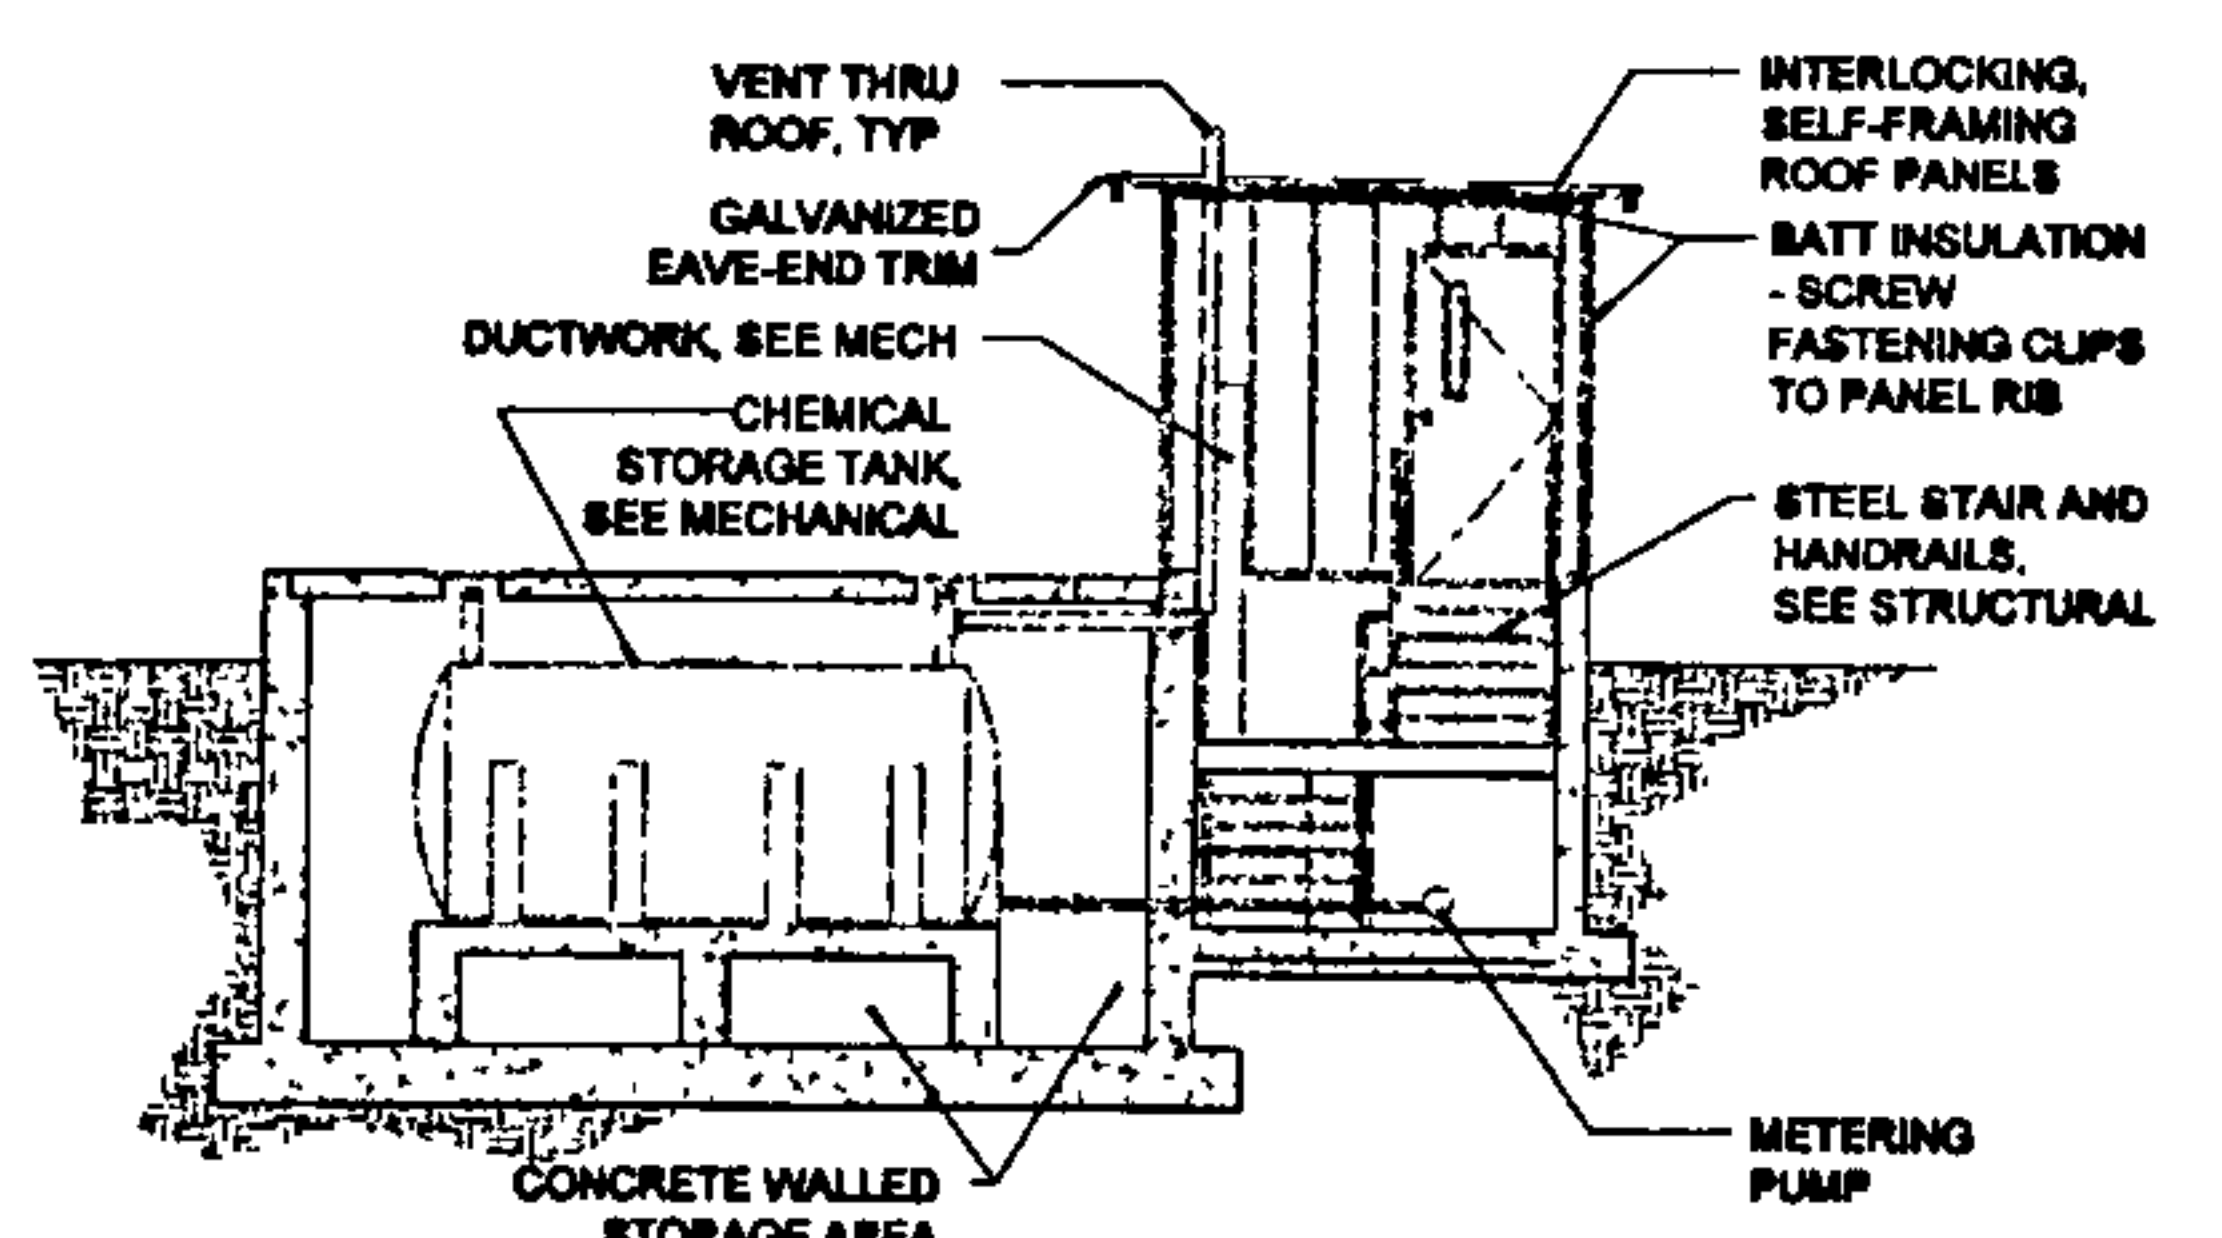 VENT THRU
ROOF, TYP
GALVANIZED
EAVE-END TRIM
DUCTWORK, SEE MECH
CHEMICAL
STORAGE TANK,
SEE MECHANICAL
CONCRETE WALLED
STORAGE AREA
INTERLOCKING,
SELF-FRAMING
ROOF PANELS
BATT INSULATION
- SCREW
FASTENING CLIPS
TO PANEL RIB
STEEL STAIR AND
HANDRAILS,
SEE STRUCTURAL
METERING
PUMP